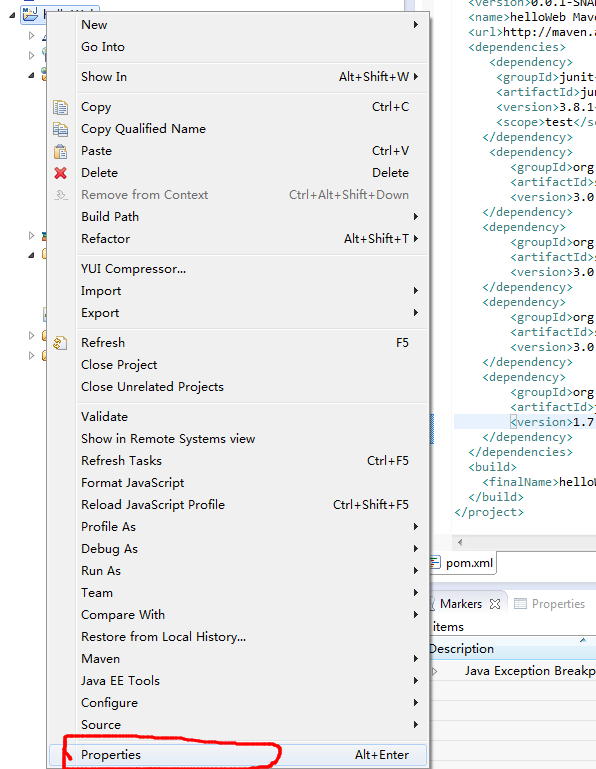 New
Go Into
Show In Alt+Shift+W
Copy Ctrl+C
Copy Qualified Name
Paste Ctrl+V
Delete Delete
Remove from Context Ctrl+Alt+Shift+Down
Build Path
Refactor Alt+Shift+T
YUI Compressor...
Import
Export
Refresh F5
Close Project
Close Unrelated Projects
Validate
Show in Remote Systems view
Refresh Tasks Ctrl+F5
Format JavaScript
Reload JavaScript Profile Ctrl+Shift+F5
Profile As
Debug As
Run As
Team
Compare With
Restore from Local History...
Maven
Java EE Tools
Configure
Source
Properties Alt+Enter
<version>0.0.1-SNA
<name>helloWeb Mave
<url>http://maven.a
<dependencies>
<dependency>
<groupId>junit-
<artifactId>jun
<version>3.8.1-
<scope>test</sc
</dependency>
<dependency>
<groupId>org
<artifactId>s
<version>3.0
</dependency>
<dependency>
<groupId>org
<artifactId>s
<version>3.0
</dependency>
<dependency>
<groupId>org
<artifactId>s
<version>3.0
</dependency>
<dependency>
<groupId>org
<artifactId>j
<version>1.7
</dependency>
</dependencies>
<build>
<finalName>helloW
</build>
</project>
pom.xml
Markers Properties
items
Description
Java Exception Breakp